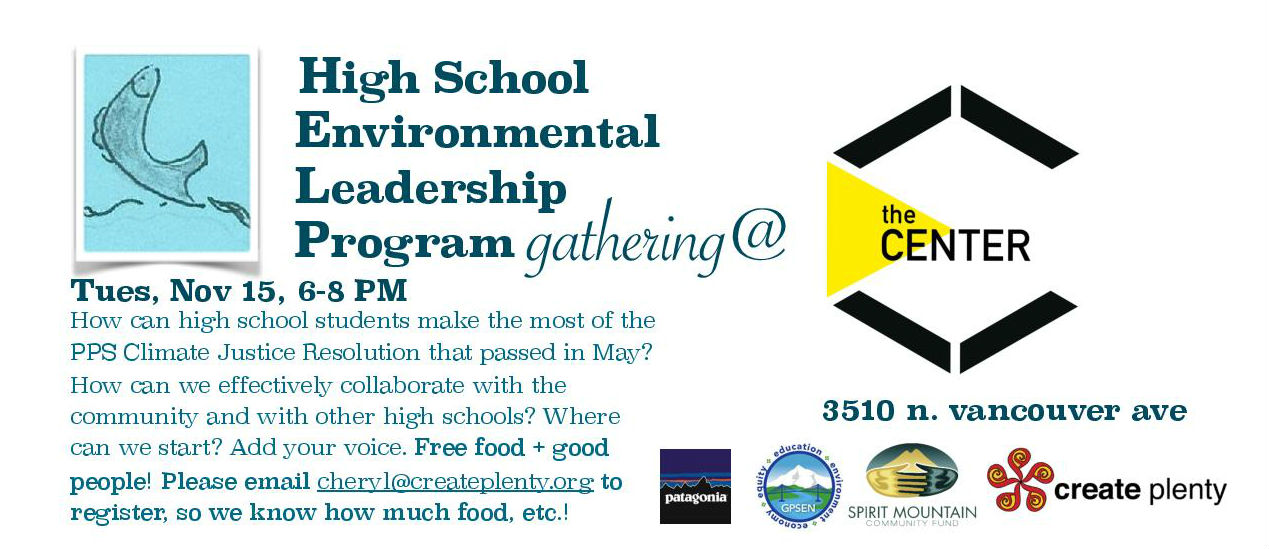 High School
Environmental
Leadership
Program gathering @
Tues, Nov 15, 6-8 PM
How can high school students make the most of the
PPS Climate Justice Resolution that passed in May?
How can we effectively collaborate with the
community and with other high schools? Where
can we start? Add your voice. Free food + good
people! Please email cheryl@createplenty.org to
register, so we know how much food, etc.!
the
CENTER
3510 n. vancouver ave
patagonia
equity education environment economy
GPSEN
SPIRIT MOUNTAIN
COMMUNITY FUND
create plenty